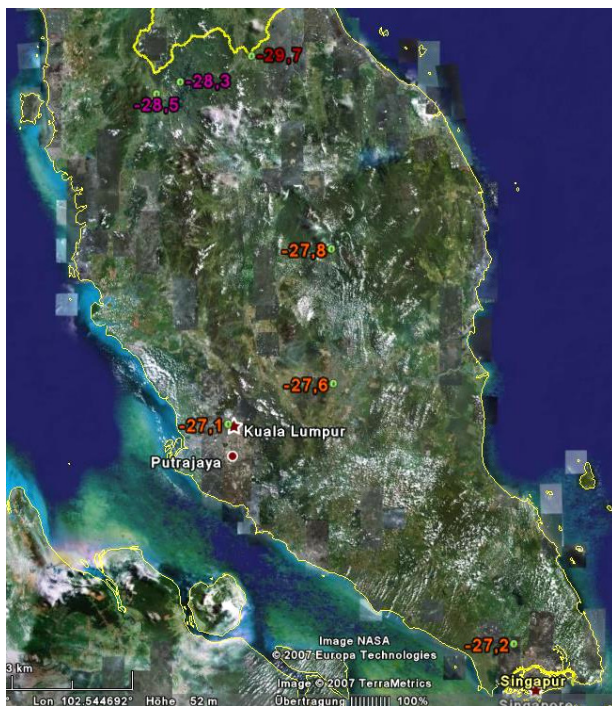 -29,7
-28,3
-28,5
-27,8
-27,6
-27,1
Kuala Lumpur
Putrajaya
Image NASA
© 2007 Europa Technologies
-27,2
Singapur
Image © 2007 TerraMetrics
3 km
Singapore
Lon 102.544692° Höhe 52 m Übertragung |||||||||| 100%